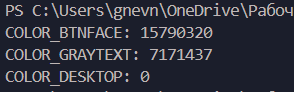 PS C:\Users\gnevn\OneDrive\Рабоч
COLOR_BTNFACE: 15790320
COLOR_GRAYTEXT: 7171437
COLOR_DESKTOP: 0